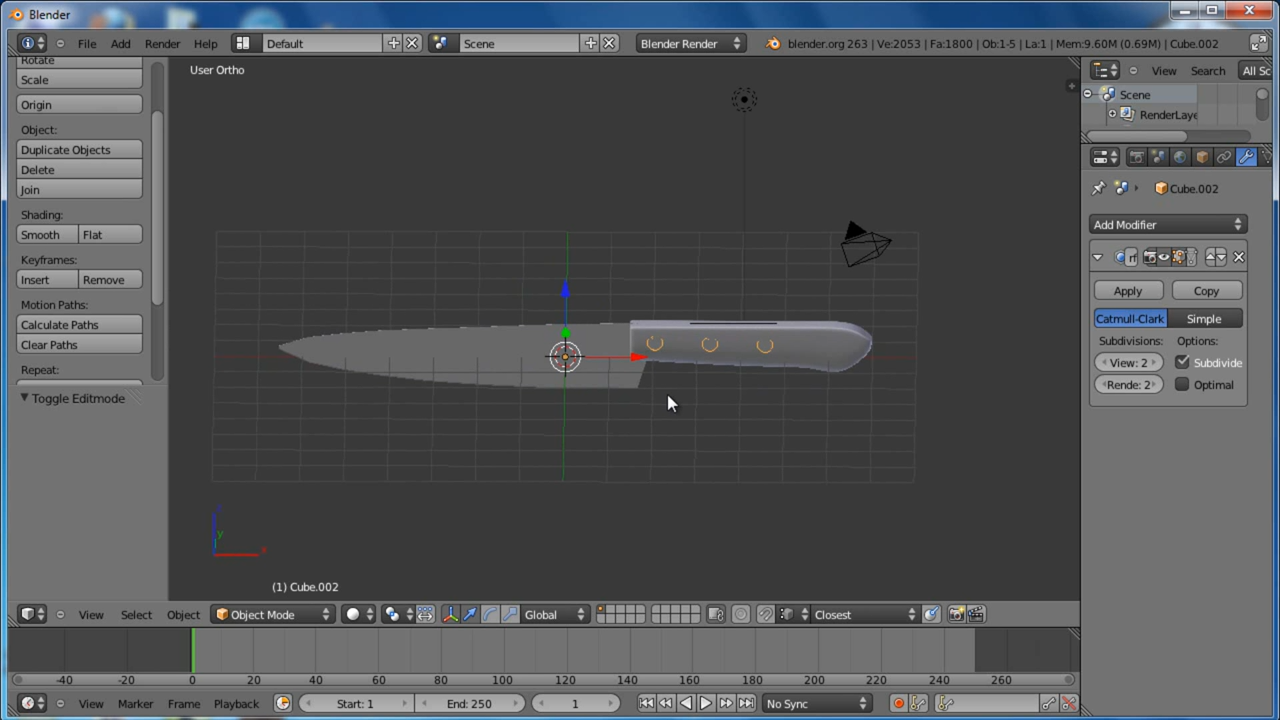 Blender
File Add Render Help Default Scene Blender Render blender.org 263 | Ve:2053 | Fa:1800 | Ob:1-5 | La:1 | Mem:9.60M (0.69M) | Cube.002
Rotate
Scale
Origin
Object:
Duplicate Objects
Delete
Join
Shading:
Smooth Flat
Keyframes:
Insert Remove
Motion Paths:
Calculate Paths
Clear Paths
Repeat:
Toggle Editmode
User Ortho
(1) Cube.002
View Search All Sc
Scene
RenderLaye
Cube.002
Add Modifier
rf
Apply Copy
Catmull-Clark Simple
Subdivisions: Options:
View: 2 Subdivide
Rende: 2 Optimal
View Select Object Object Mode Global Closest
-40 -20 0 20 40 60 80 100 120 140 160 180 200 220 240 260
View Marker Frame Playback Start: 1 End: 250 1 No Sync